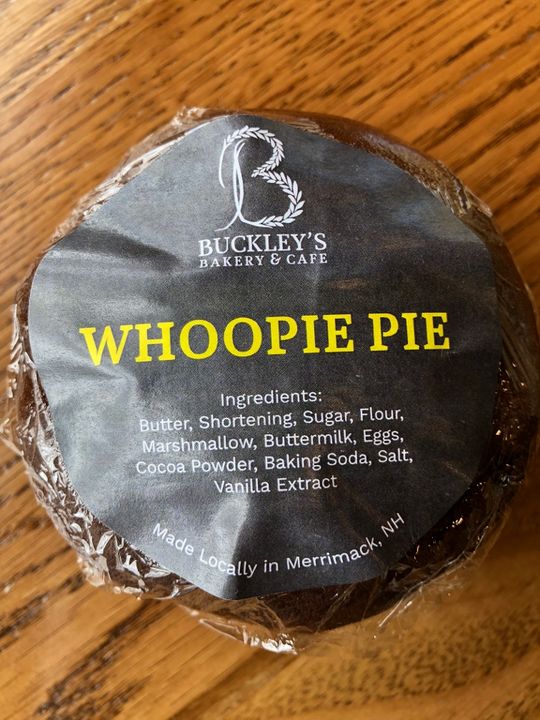 B
BUCKLEY'S
BAKERY & CAFE
WHOOPIE PIE
Ingredients:
Butter, Shortening, Sugar, Flour,
Marshmallow, Buttermilk, Eggs,
Cocoa Powder, Baking Soda, Salt,
Vanilla Extract
Made Locally in Merrimack, NH